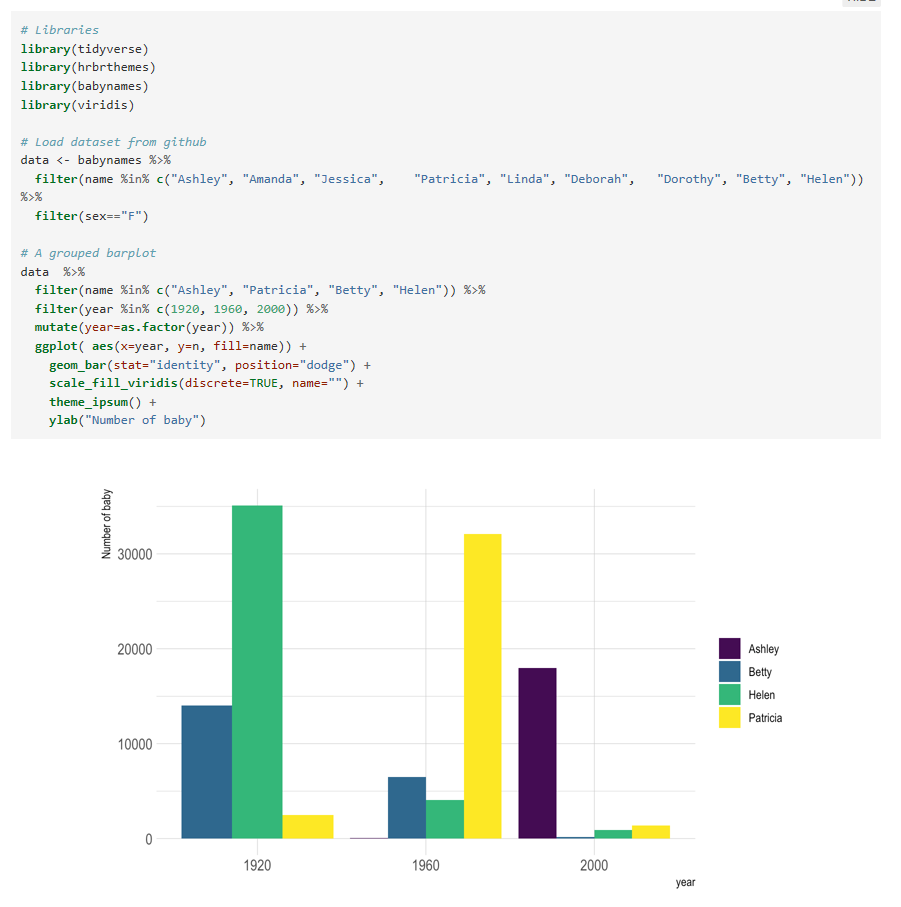 # Libraries
library(tidyverse)
library(hrbrthemes)
library(babynames)
library(viridis)
# Load dataset from github
data <- babynames %>%
  filter(name %in% c("Ashley", "Amanda", "Jessica",    "Patricia", "Linda", "Deborah",   "Dorothy", "Betty", "Helen"))
%>%
  filter(sex=="F")
# A grouped barplot
data  %>%
  filter(name %in% c("Ashley", "Patricia", "Betty", "Helen")) %>%
  filter(year %in% c(1920, 1960, 2000)) %>%
  mutate(year=as.factor(year)) %>%
  ggplot( aes(x=year, y=n, fill=name)) +
    geom_bar(stat="identity", position="dodge") +
    scale_fill_viridis(discrete=TRUE, name="") +
    theme_ipsum() +
    ylab("Number of baby")
Number of baby
30000
20000
10000
0
1920 1960 2000
year
Ashley
Betty
Helen
Patricia